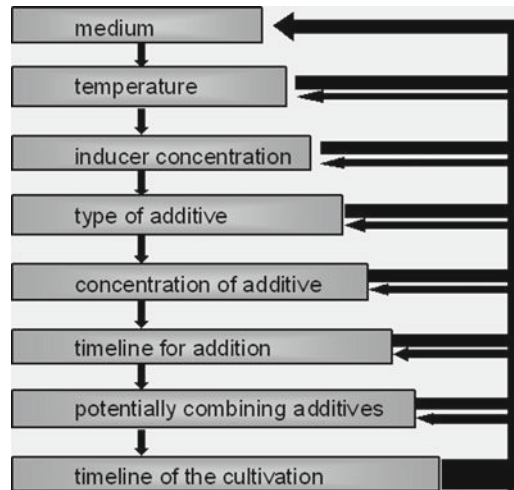 medium
temperature
inducer concentration
type of additive
concentration of additive
timeline for addition
potentially combining additives
timeline of the cultivation